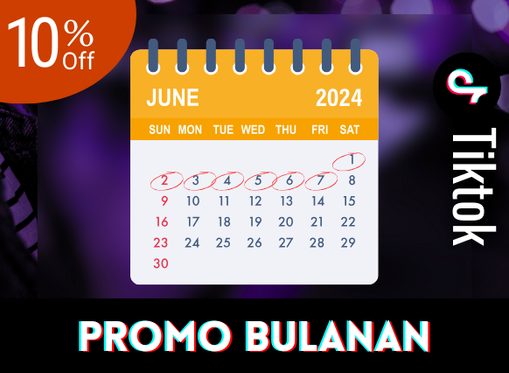 10%
Off
JUNE 2024
SUN MON TUE WED THU FRI SAT
1
2 3 4 5 6 7 8
9 10 11 12 13 14 15
16 17 18 19 20 21 22
23 24 25 26 27 28 29
30
Tiktok
PROMO BULANAN